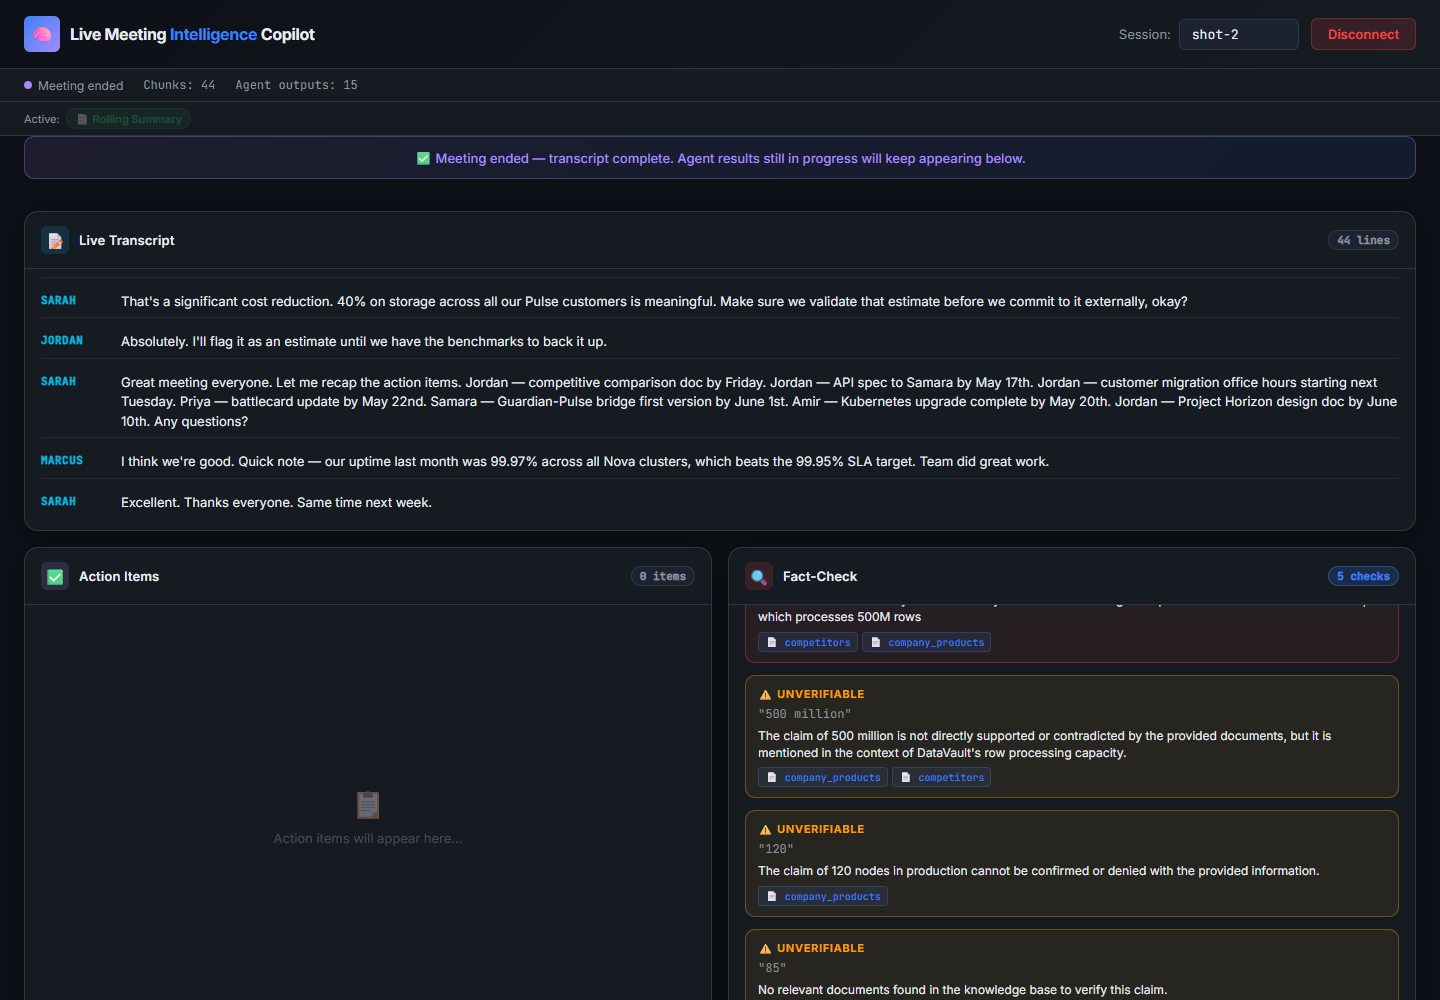 Live Meeting Intelligence Copilot
Session: shot-2 Disconnect
Meeting ended Chunks: 44 Agent outputs: 15
Active: Rolling Summary
Meeting ended — transcript complete. Agent results still in progress will keep appearing below.
Live Transcript 44 lines
SARAH That's a significant cost reduction. 40% on storage across all our Pulse customers is meaningful. Make sure we validate that estimate before we commit to it externally, okay?
JORDAN Absolutely. I'll flag it as an estimate until we have the benchmarks to back it up.
SARAH Great meeting everyone. Let me recap the action items. Jordan — competitive comparison doc by Friday. Jordan — API spec to Samara by May 17th. Jordan — customer migration office hours starting next
Tuesday. Priya — battlecard update by May 22nd. Samara — Guardian-Pulse bridge first version by June 1st. Amir — Kubernetes upgrade complete by May 20th. Jordan — Project Horizon design doc by June
10th. Any questions?
MARCUS I think we're good. Quick note — our uptime last month was 99.97% across all Nova clusters, which beats the 99.95% SLA target. Team did great work.
SARAH Excellent. Thanks everyone. Same time next week.
Action Items 0 items
Action items will appear here...
Fact-Check 5 checks
which processes 500M rows
competitors company_products
UNVERIFIABLE
"500 million"
The claim of 500 million is not directly supported or contradicted by the provided documents, but it is
mentioned in the context of DataVault's row processing capacity.
company_products competitors
UNVERIFIABLE
"120"
The claim of 120 nodes in production cannot be confirmed or denied with the provided information.
company_products
UNVERIFIABLE
"85"
No relevant documents found in the knowledge base to verify this claim.